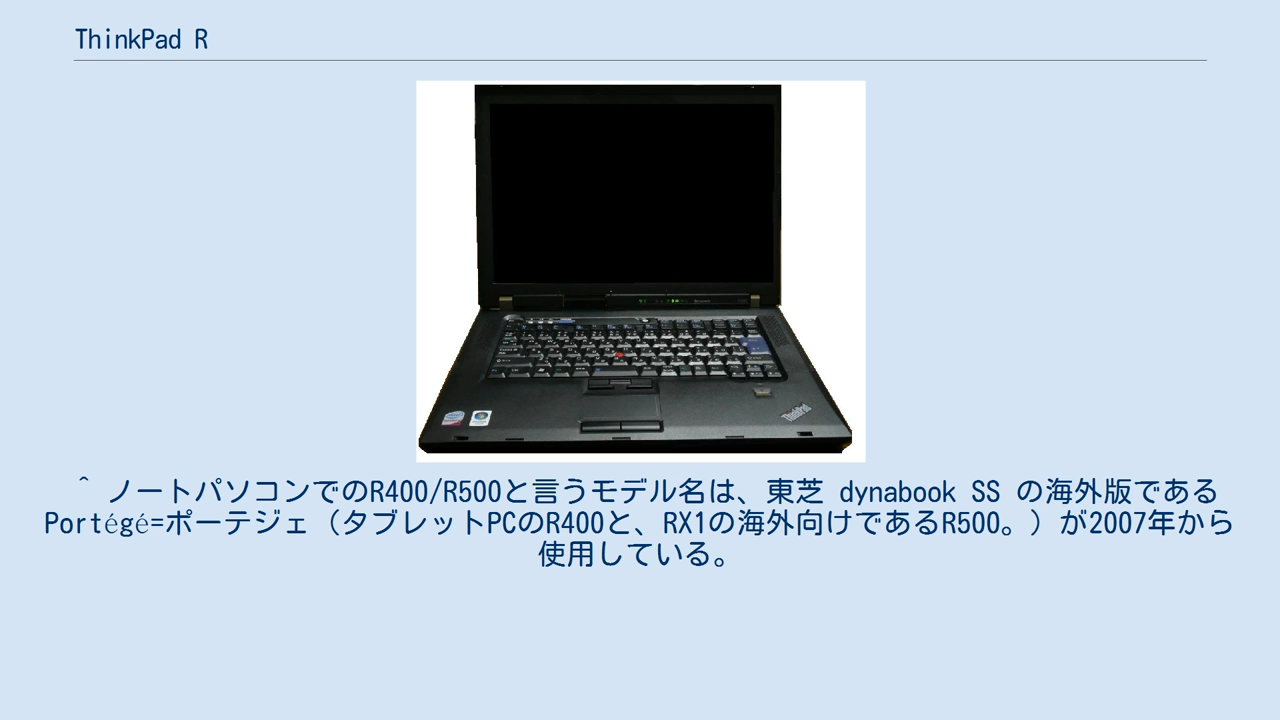 ThinkPad R
ThinkPad
^ ノートパソコンでのR400/R500と言うモデル名は、東芝 dynabook SS の海外版である
Portégé=ポーテジェ（タブレットPCのR400と、RX1の海外向けであるR500。）が2007年から
使用している。